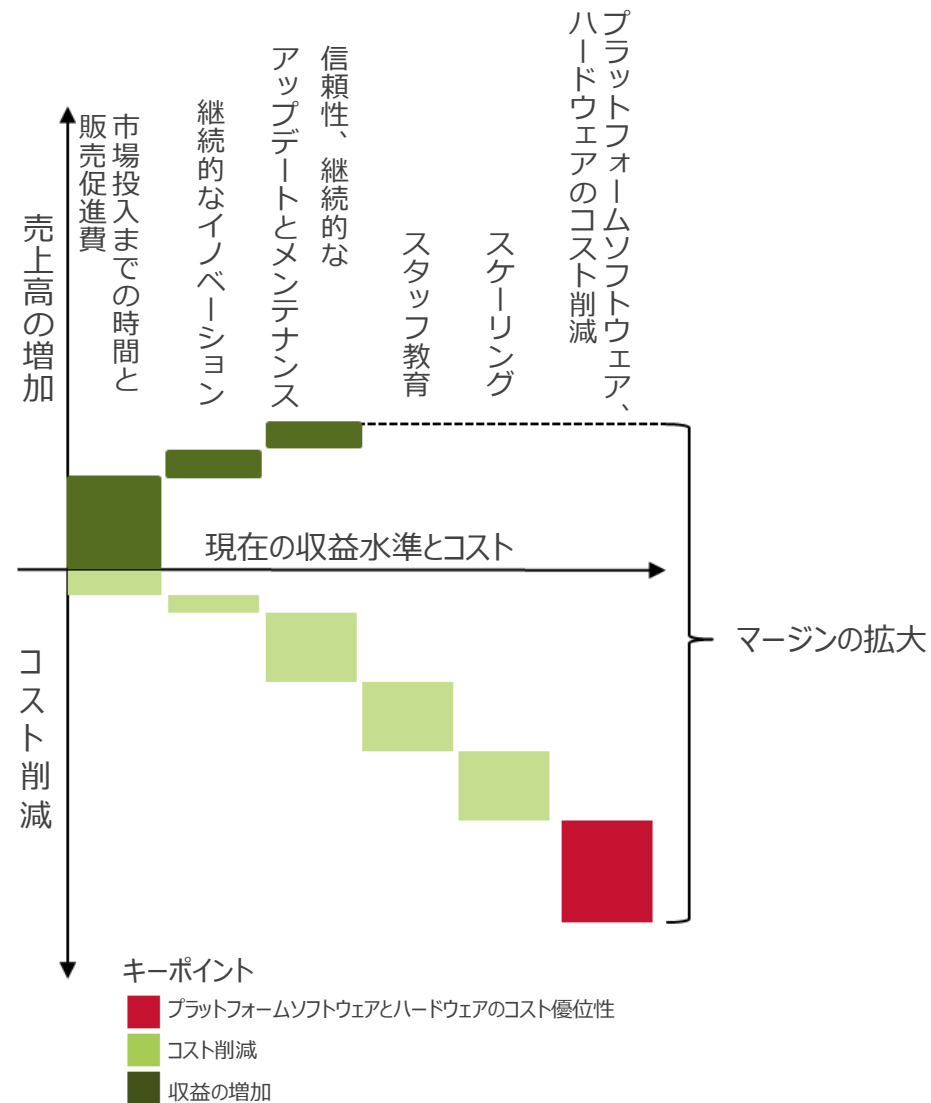 売上高の増加
コスト削減
市場投入までの時間と
販売促進費
継続的なイノベーション
信頼性、継続的な
アップデートとメンテナンス
スタッフ教育
スケーリング
プラットフォームソフトウェア、
ハードウェアのコスト削減
現在の収益水準とコスト
マージンの拡大
キーポイント
プラットフォームソフトウェアとハードウェアのコスト優位性
コスト削減
収益の増加